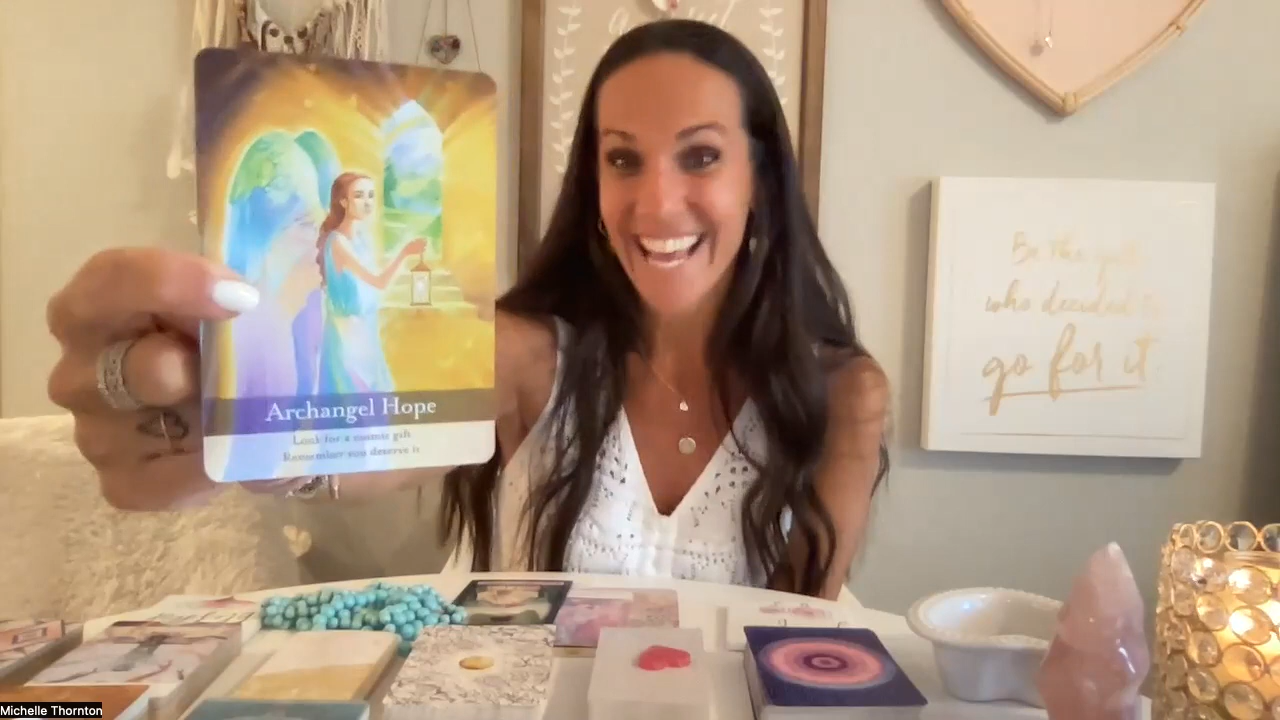 Archangel Hope
Look for a cosmic gift
Remember you deserve it
Be the girl
who decided to
go for it.
Michelle Thornton